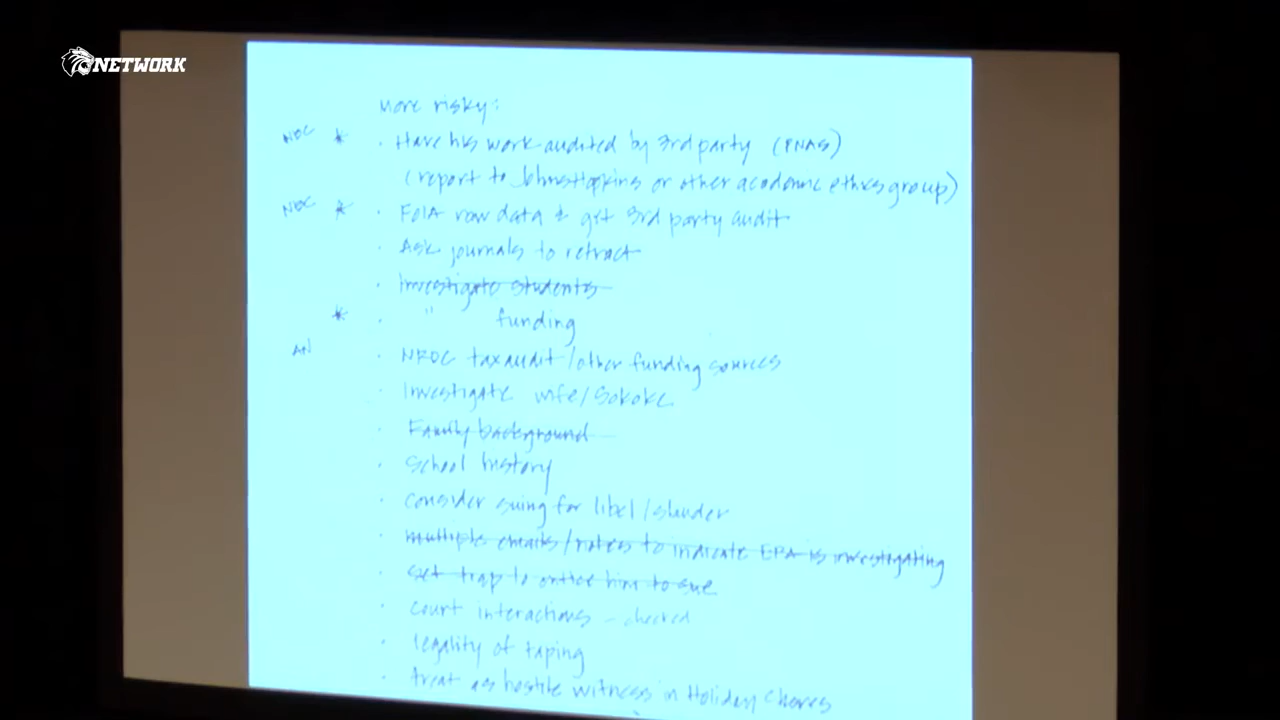 NETWORK
More risky:
* Have his work audited by 3rd party (PNAS)
(report to Johns Hopkins or other academic ethics group)
* FOIA raw data & get 3rd party audit
· Ask journals to retract
· Investigate students
* · " funding
· NRDC tax audit/other funding sources
· Investigate wife/
· Family background
· School history
· consider suing for libel/slander
· multiple emails/notes to indicate EPA is investigating
· set trap to entice him to sue
· court interactions - checked
· legality of taping
· treat as hostile witness in Holiday Chores